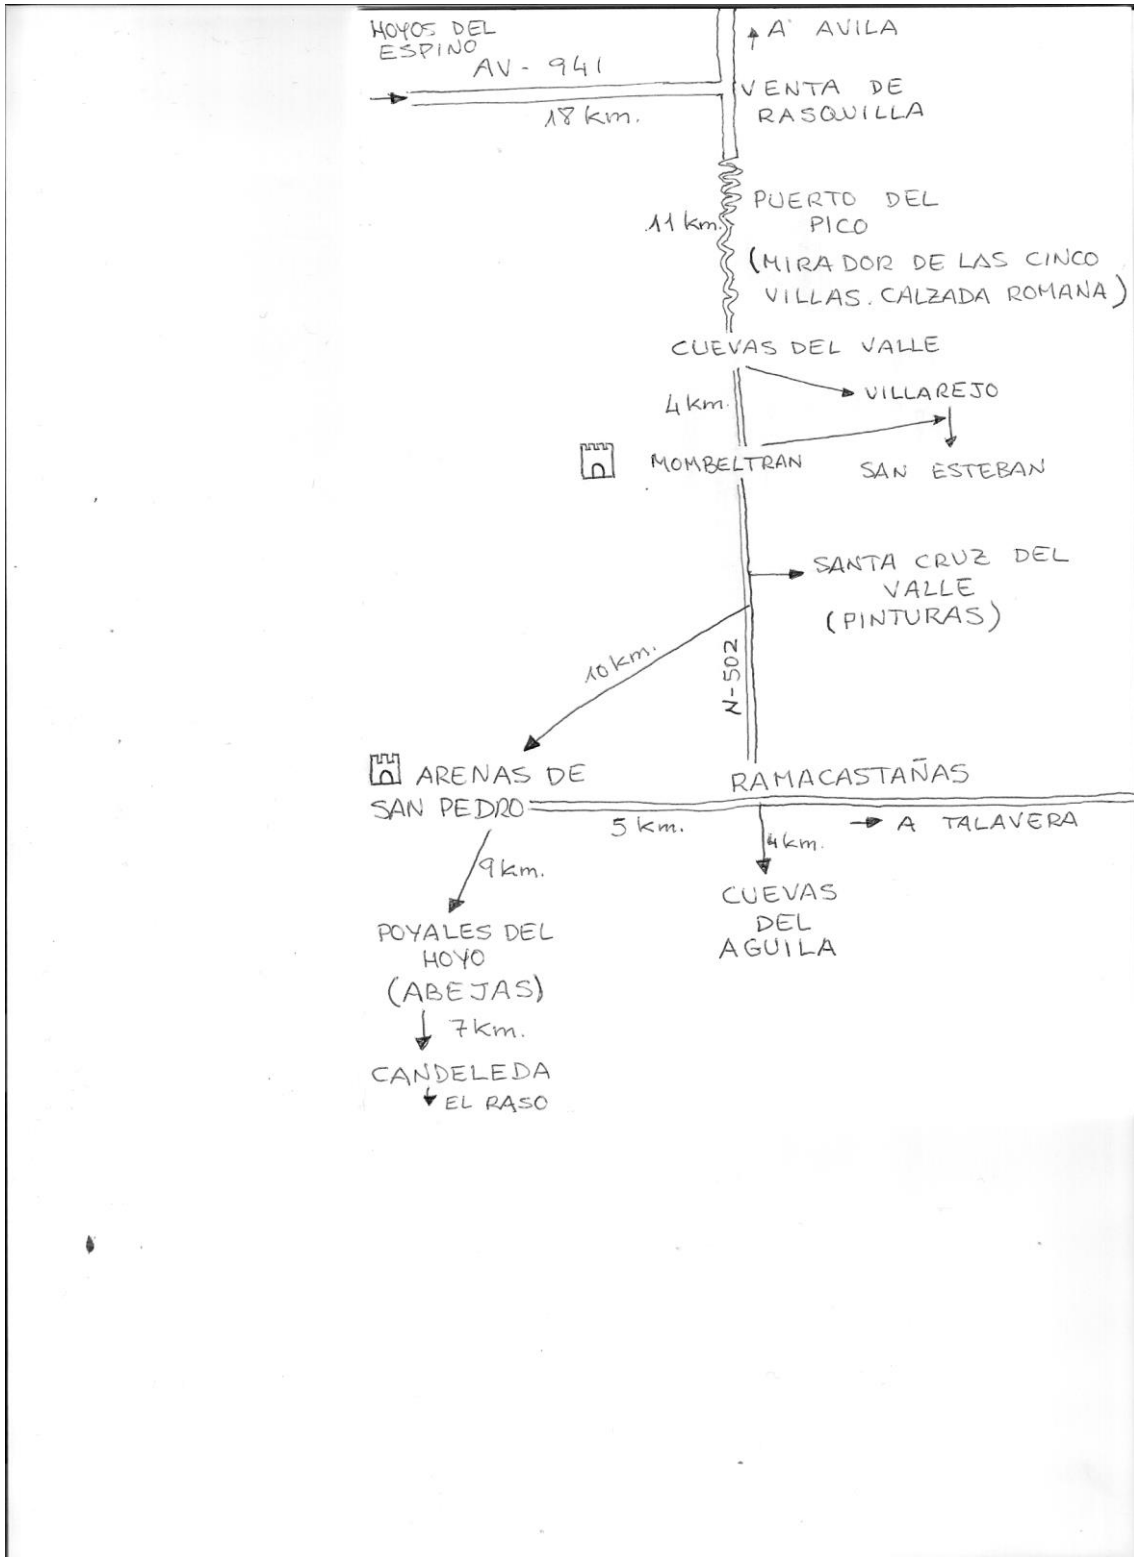 HOYOS DEL
ESPINO
AV - 941
18 km.
A AVILA
VENTA DE
RASQUILLA
11 km.
PUERTO DEL
PICO
(MIRADOR DE LAS CINCO
VILLAS. CALZADA ROMANA)
CUEVAS DEL VALLE
4 km.
VILLAREJO
MOMBELTRAN
SAN ESTEBAN
SANTA CRUZ DEL
VALLE
(PINTURAS)
10 km.
N-502
ARENAS DE
SAN PEDRO
RAMACASTAÑAS
5 km.
A TALAVERA
4 km.
9 km.
CUEVAS
DEL
AGUILA
POYALES DEL
HOYO
(ABEJAS)
7 km.
CANDELEDA
EL RASO